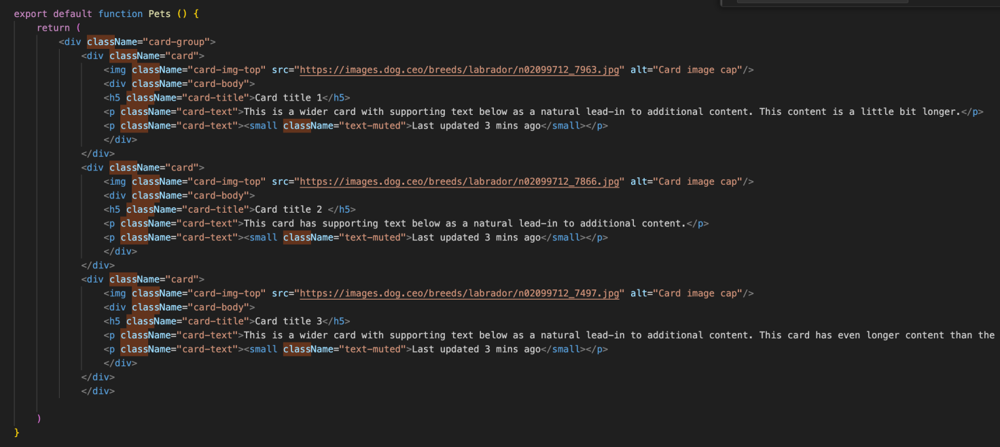 export default function Pets () {
return (
<div className="card-group">
<div className="card">
<img className="card-img-top" src="https://images.dog.ceo/breeds/labrador/n02099712_7963.jpg" alt="Card image cap"/>
<div className="card-body">
<h5 className="card-title">Card title 1</h5>
<p className="card-text">This is a wider card with supporting text below as a natural lead-in to additional content. This content is a little bit longer.</p>
<p className="card-text"><small className="text-muted">Last updated 3 mins ago</small></p>
</div>
</div>
<div className="card">
<img className="card-img-top" src="https://images.dog.ceo/breeds/labrador/n02099712_7866.jpg" alt="Card image cap"/>
<div className="card-body">
<h5 className="card-title">Card title 2 </h5>
<p className="card-text">This card has supporting text below as a natural lead-in to additional content.</p>
<p className="card-text"><small className="text-muted">Last updated 3 mins ago</small></p>
</div>
</div>
<div className="card">
<img className="card-img-top" src="https://images.dog.ceo/breeds/labrador/n02099712_7497.jpg" alt="Card image cap"/>
<div className="card-body">
<h5 className="card-title">Card title 3</h5>
<p className="card-text">This is a wider card with supporting text below as a natural lead-in to additional content. This card has even longer content than the
<p className="card-text"><small className="text-muted">Last updated 3 mins ago</small></p>
</div>
</div>
</div>
)
}